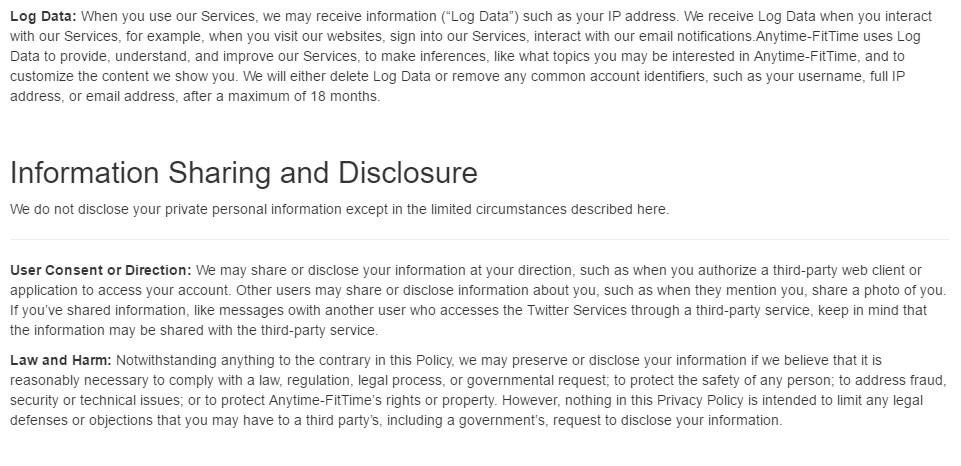 Log Data: When you use our Services, we may receive information (“Log Data”) such as your IP address. We receive Log Data when you interact
with our Services, for example, when you visit our websites, sign into our Services, interact with our email notifications.Anytime-FitTime uses Log
Data to provide, understand, and improve our Services, to make inferences, like what topics you may be interested in Anytime-FitTime, and to
customize the content we show you. We will either delete Log Data or remove any common account identifiers, such as your username, full IP
address, or email address, after a maximum of 18 months.
Information Sharing and Disclosure
We do not disclose your private personal information except in the limited circumstances described here.
User Consent or Direction: We may share or disclose your information at your direction, such as when you authorize a third-party web client or
application to access your account. Other users may share or disclose information about you, such as when they mention you, share a photo of you.
If you’ve shared information, like messages owith another user who accesses the Twitter Services through a third-party service, keep in mind that
the information may be shared with the third-party service.
Law and Harm: Notwithstanding anything to the contrary in this Policy, we may preserve or disclose your information if we believe that it is
reasonably necessary to comply with a law, regulation, legal process, or governmental request; to protect the safety of any person; to address fraud,
security or technical issues; or to protect Anytime-FitTime’s rights or property. However, nothing in this Privacy Policy is intended to limit any legal
defenses or objections that you may have to a third party’s, including a government’s, request to disclose your information.